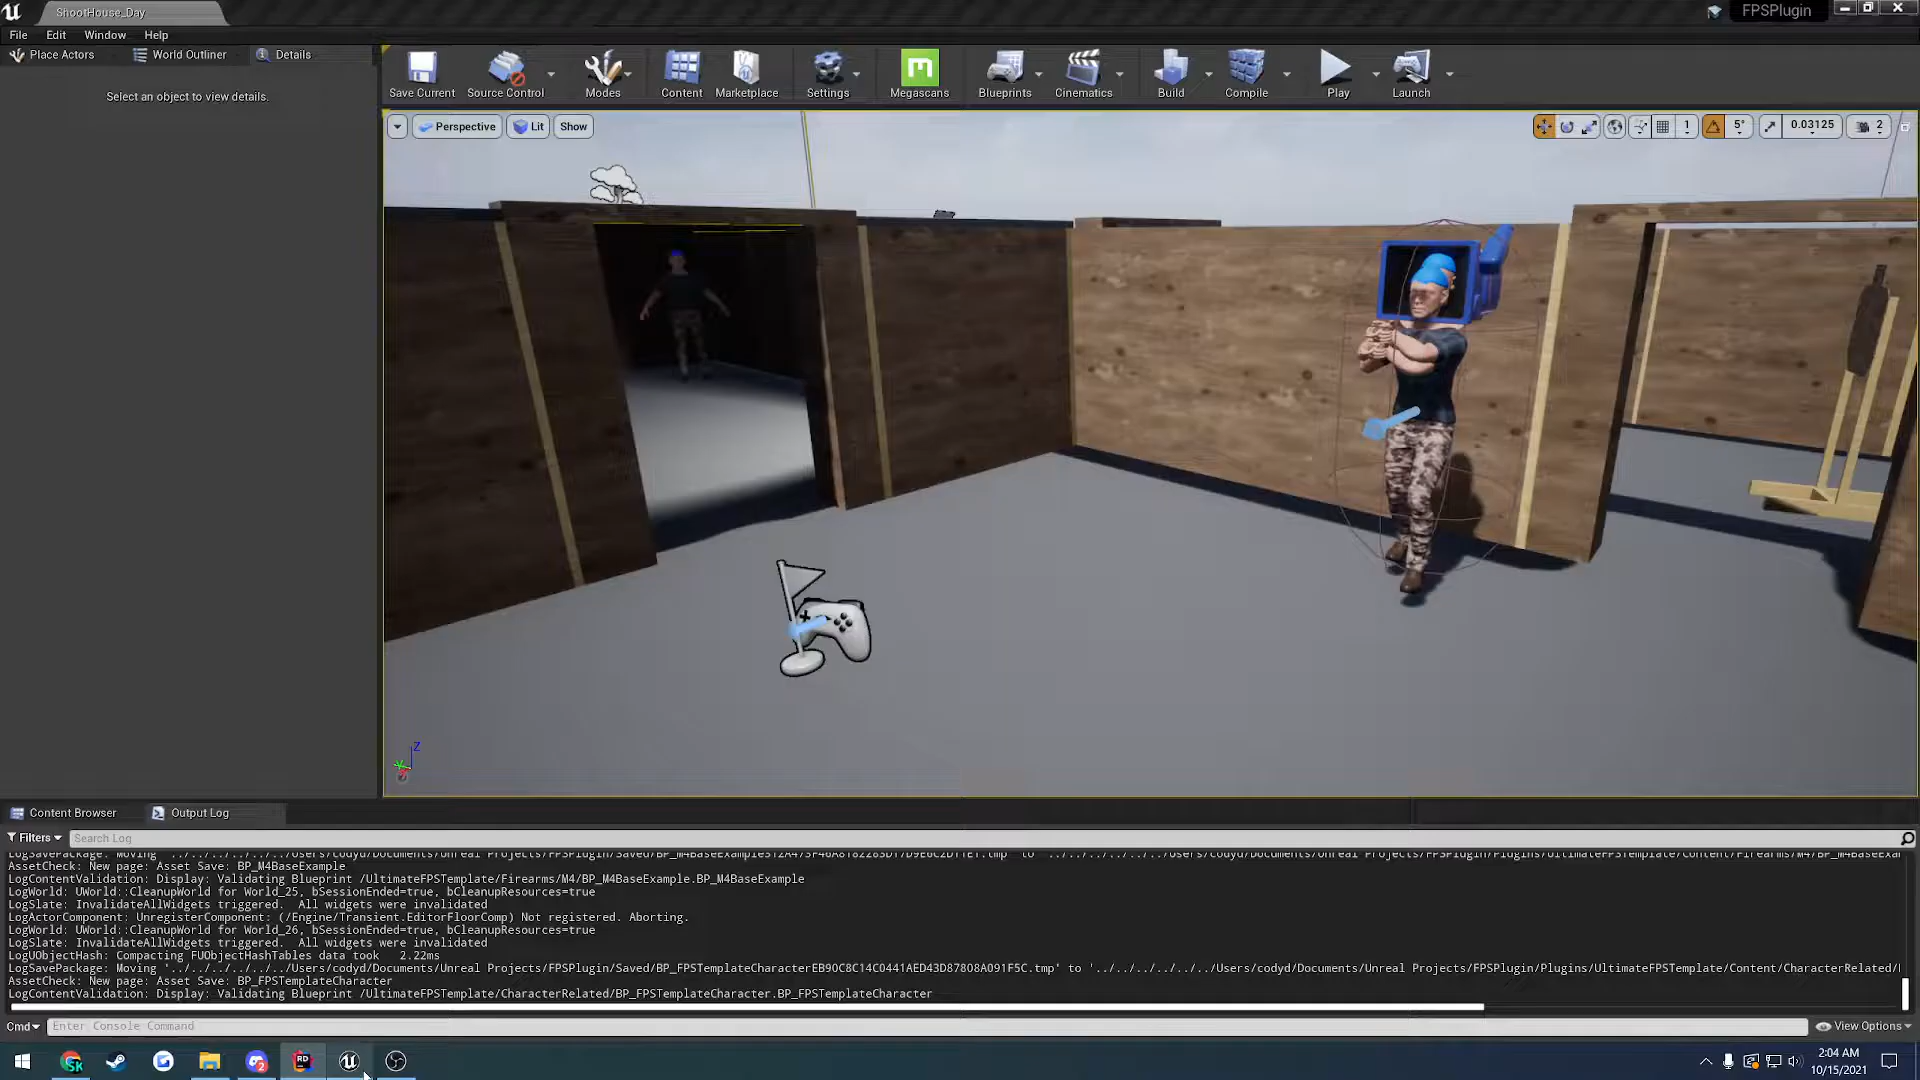 ShootHouse_Day
FPSPlugin
File Edit Window Help
Place Actors World Outliner Details
Select an object to view details.
Save Current Source Control Modes Content Marketplace Settings Megascans Blueprints Cinematics Build Compile Play Launch
Perspective Lit Show
1 5° 0.03125 2
Z
Content Browser Output Log
Filters Search Log
AssetCheck: New page: Asset Save: BP_M4BaseExample
LogContentValidation: Display: Validating Blueprint /UltimateFPSTemplate/Firearms/M4/BP_M4BaseExample.BP_M4BaseExample
LogWorld: UWorld::CleanupWorld for World_25, bSessionEnded=true, bCleanupResources=true
LogSlate: InvalidateAllWidgets triggered.  All widgets were invalidated
LogActorComponent: UnregisterComponent: (/Engine/Transient.EditorFloorComp) Not registered. Aborting.
LogWorld: UWorld::CleanupWorld for World_26, bSessionEnded=true, bCleanupResources=true
LogSlate: InvalidateAllWidgets triggered.  All widgets were invalidated
LogUObjectHash: Compacting FUObjectHashTables data took   2.22ms
LogSavePackage: Moving '../../../../../../Users/codyd/Documents/Unreal Projects/FPSPlugin/Saved/BP_FPSTemplateCharacterEB90C8C14C0441AED43D87808A091F5C.tmp' to '../../../../../../Users/codyd/Documents/Unreal Projects/FPSPlugin/Plugins/UltimateFPSTemplate/Content/CharacterRelated/
AssetCheck: New page: Asset Save: BP_FPSTemplateCharacter
LogContentValidation: Display: Validating Blueprint /UltimateFPSTemplate/CharacterRelated/BP_FPSTemplateCharacter.BP_FPSTemplateCharacter
Cmd Enter Console Command View Options
2:04 AM
10/15/2021